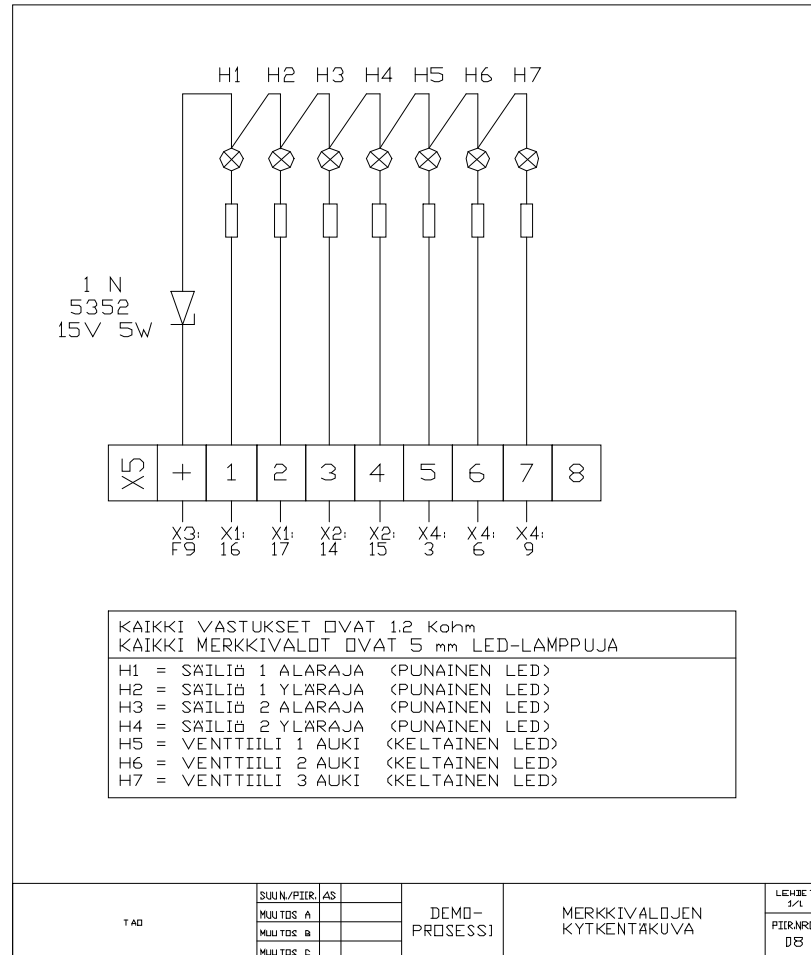 H1 H2 H3 H4 H5 H6 H7
1 N
5352
15V 5W
X5 + 1 2 3 4 5 6 7 8
X3: X1: X1: X2: X2: X4: X4: X4:
F9 16 17 14 15 3 6 9
KAIKKI VASTUKSET OVAT 1.2 Kohm
KAIKKI MERKKIVALOT OVAT 5 mm LED-LAMPPUJA
H1 = SÄILIÖ 1 ALARAJA (PUNAINEN LED)
H2 = SÄILIÖ 1 YLÄRAJA (PUNAINEN LED)
H3 = SÄILIÖ 2 ALARAJA (PUNAINEN LED)
H4 = SÄILIÖ 2 YLÄRAJA (PUNAINEN LED)
H5 = VENTTIILI 1 AUKI (KELTAINEN LED)
H6 = VENTTIILI 2 AUKI (KELTAINEN LED)
H7 = VENTTIILI 3 AUKI (KELTAINEN LED)
TAO
SUUN./PIIR. AS
MUUTOS A
MUUTOS B
MUUTOS C
DEMO-
PROSESSI
MERKKIVALOJEN
KYTKENTÄKUVA
1/1
08